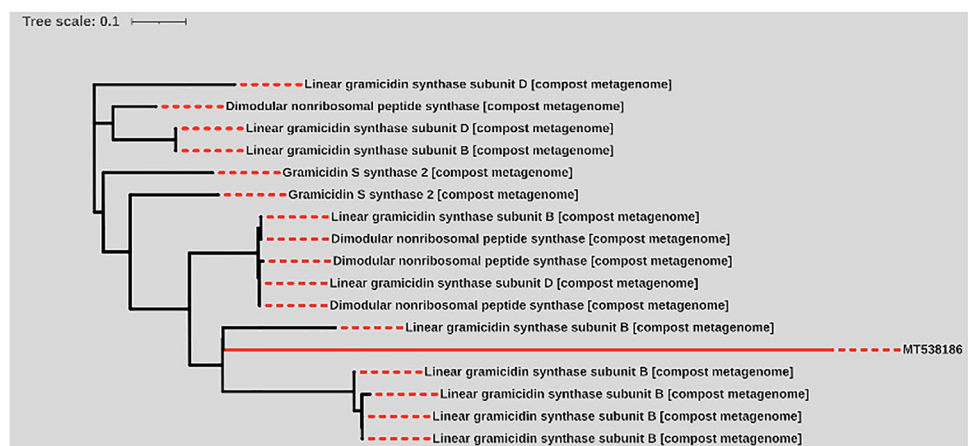 Tree scale: 0.1
Linear gramicidin synthase subunit D [compost metagenome]
Dimodular nonribosomal peptide synthase [compost metagenome]
Linear gramicidin synthase subunit D [compost metagenome]
Linear gramicidin synthase subunit B [compost metagenome]
Gramicidin S synthase 2 [compost metagenome]
Gramicidin S synthase 2 [compost metagenome]
Linear gramicidin synthase subunit B [compost metagenome]
Dimodular nonribosomal peptide synthase [compost metagenome]
Dimodular nonribosomal peptide synthase [compost metagenome]
Linear gramicidin synthase subunit D [compost metagenome]
Dimodular nonribosomal peptide synthase [compost metagenome]
Linear gramicidin synthase subunit B [compost metagenome]
MT538186
Linear gramicidin synthase subunit B [compost metagenome]
Linear gramicidin synthase subunit B [compost metagenome]
Linear gramicidin synthase subunit B [compost metagenome]
Linear gramicidin synthase subunit B [compost metagenome]